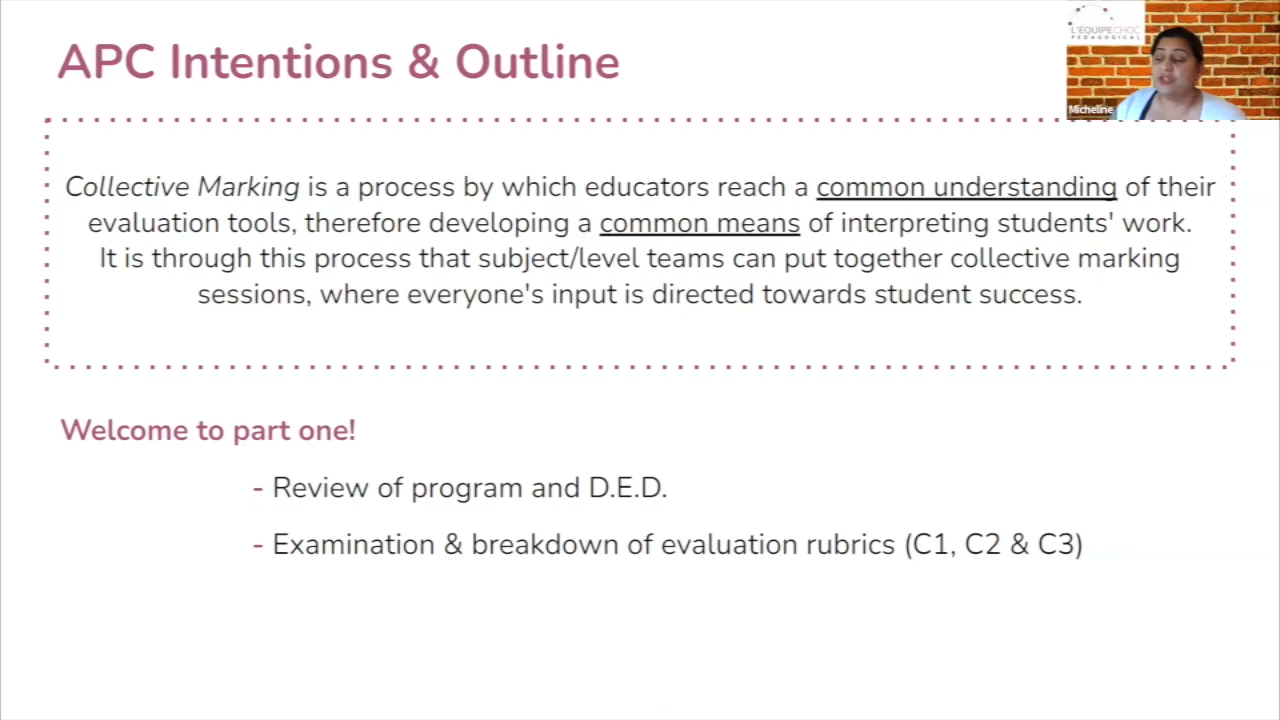 APC Intentions & Outline
L'ÉQUIPECHOC
PEDAGOGICAL
Micheline
Collective Marking is a process by which educators reach a common understanding of their
evaluation tools, therefore developing a common means of interpreting students' work.
It is through this process that subject/level teams can put together collective marking
sessions, where everyone's input is directed towards student success.
Welcome to part one!
- Review of program and D.E.D.
- Examination & breakdown of evaluation rubrics (C1, C2 & C3)